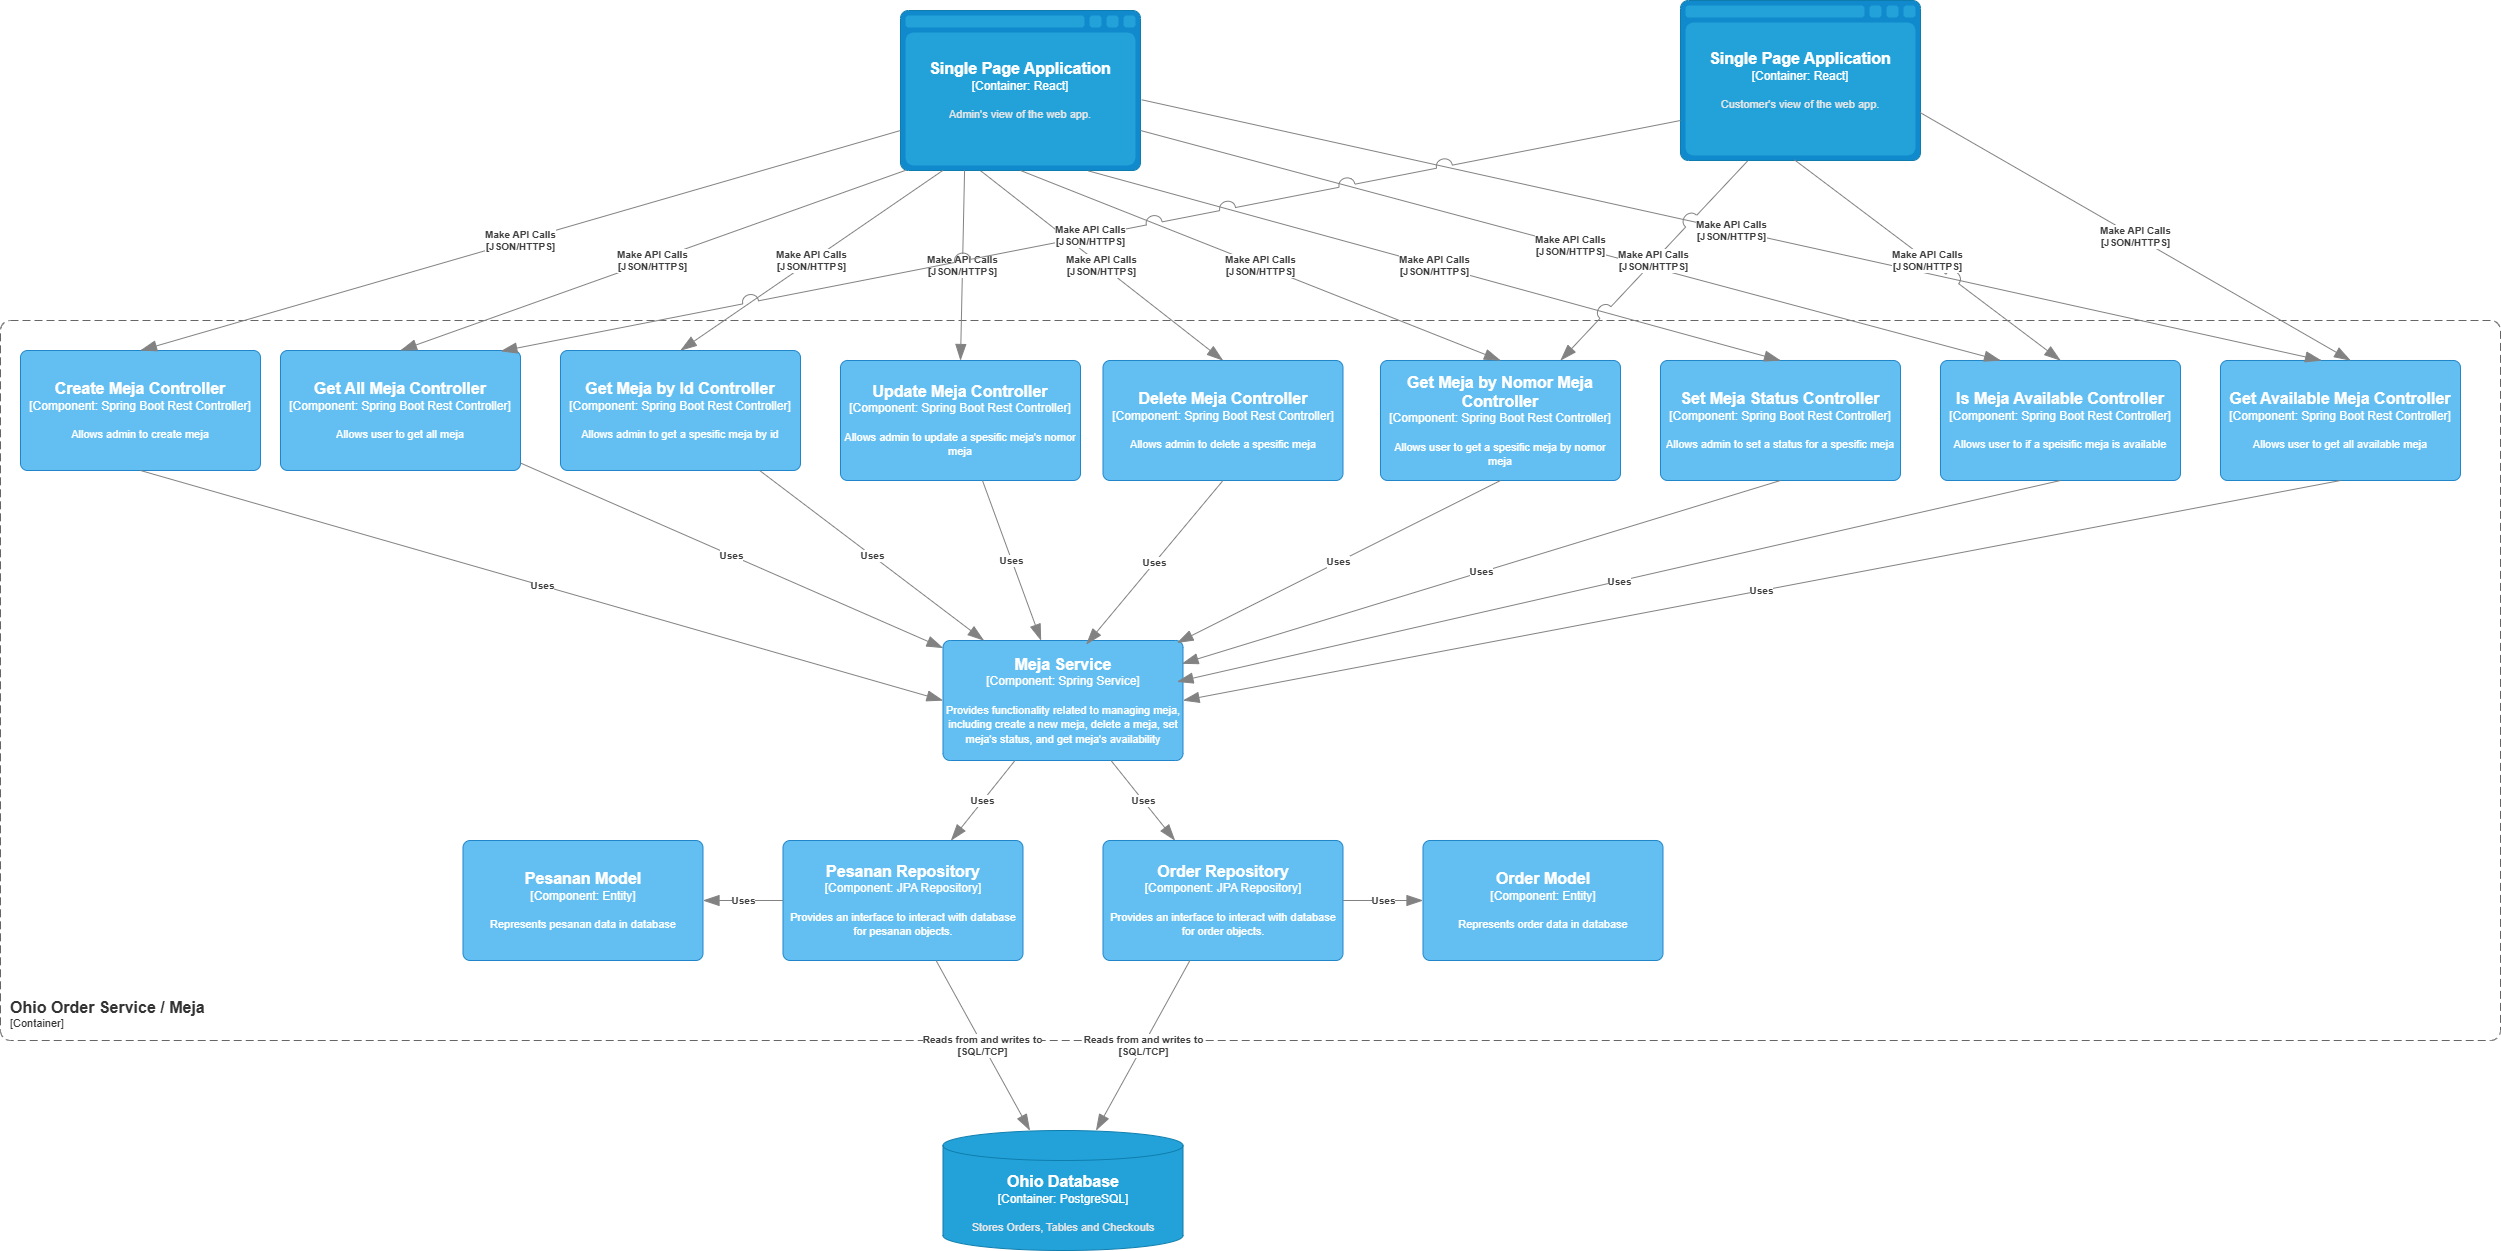 Single Page Application
[Container: React]
Admin's view of the web app.
Single Page Application
[Container: React]
Customer's view of the web app.
Make API Calls
[JSON/HTTPS]
Make API Calls
[JSON/HTTPS]
Make API Calls
[JSON/HTTPS]
Make API Calls
[JSON/HTTPS]
Make API Calls
[JSON/HTTPS]
Make API Calls
[JSON/HTTPS]
Make API Calls
[JSON/HTTPS]
Make API Calls
[JSON/HTTPS]
Make API Calls
[JSON/HTTPS]
Make API Calls
[JSON/HTTPS]
Make API Calls
[JSON/HTTPS]
Make API Calls
[JSON/HTTPS]
Make API Calls
[JSON/HTTPS]
Create Meja Controller
[Component: Spring Boot Rest Controller]
Allows admin to create meja
Get All Meja Controller
[Component: Spring Boot Rest Controller]
Allows user to get all meja
Get Meja by Id Controller
[Component: Spring Boot Rest Controller]
Allows admin to get a spesific meja by id
Update Meja Controller
[Component: Spring Boot Rest Controller]
Allows admin to update a spesific meja's nomor
meja
Delete Meja Controller
[Component: Spring Boot Rest Controller]
Allows admin to delete a spesific meja
Get Meja by Nomor Meja
Controller
[Component: Spring Boot Rest Controller]
Allows user to get a spesific meja by nomor
meja
Set Meja Status Controller
[Component: Spring Boot Rest Controller]
Allows admin to set a status for a spesific meja
Is Meja Available Controller
[Component: Spring Boot Rest Controller]
Allows user to if a speisific meja is available
Get Available Meja Controller
[Component: Spring Boot Rest Controller]
Allows user to get all available meja
Uses
Uses
Uses
Uses
Uses
Uses
Uses
Uses
Uses
Meja Service
[Component: Spring Service]
Provides functionality related to managing meja,
including create a new meja, delete a meja, set
meja's status, and get meja's availability
Uses
Uses
Pesanan Model
[Component: Entity]
Represents pesanan data in database
Uses
Pesanan Repository
[Component: JPA Repository]
Provides an interface to interact with database
for pesanan objects.
Order Repository
[Component: JPA Repository]
Provides an interface to interact with database
for order objects.
Uses
Order Model
[Component: Entity]
Represents order data in database
Ohio Order Service / Meja
[Container]
Reads from and writes to
[SQL/TCP]
Reads from and writes to
[SQL/TCP]
Ohio Database
[Container: PostgreSQL]
Stores Orders, Tables and Checkouts